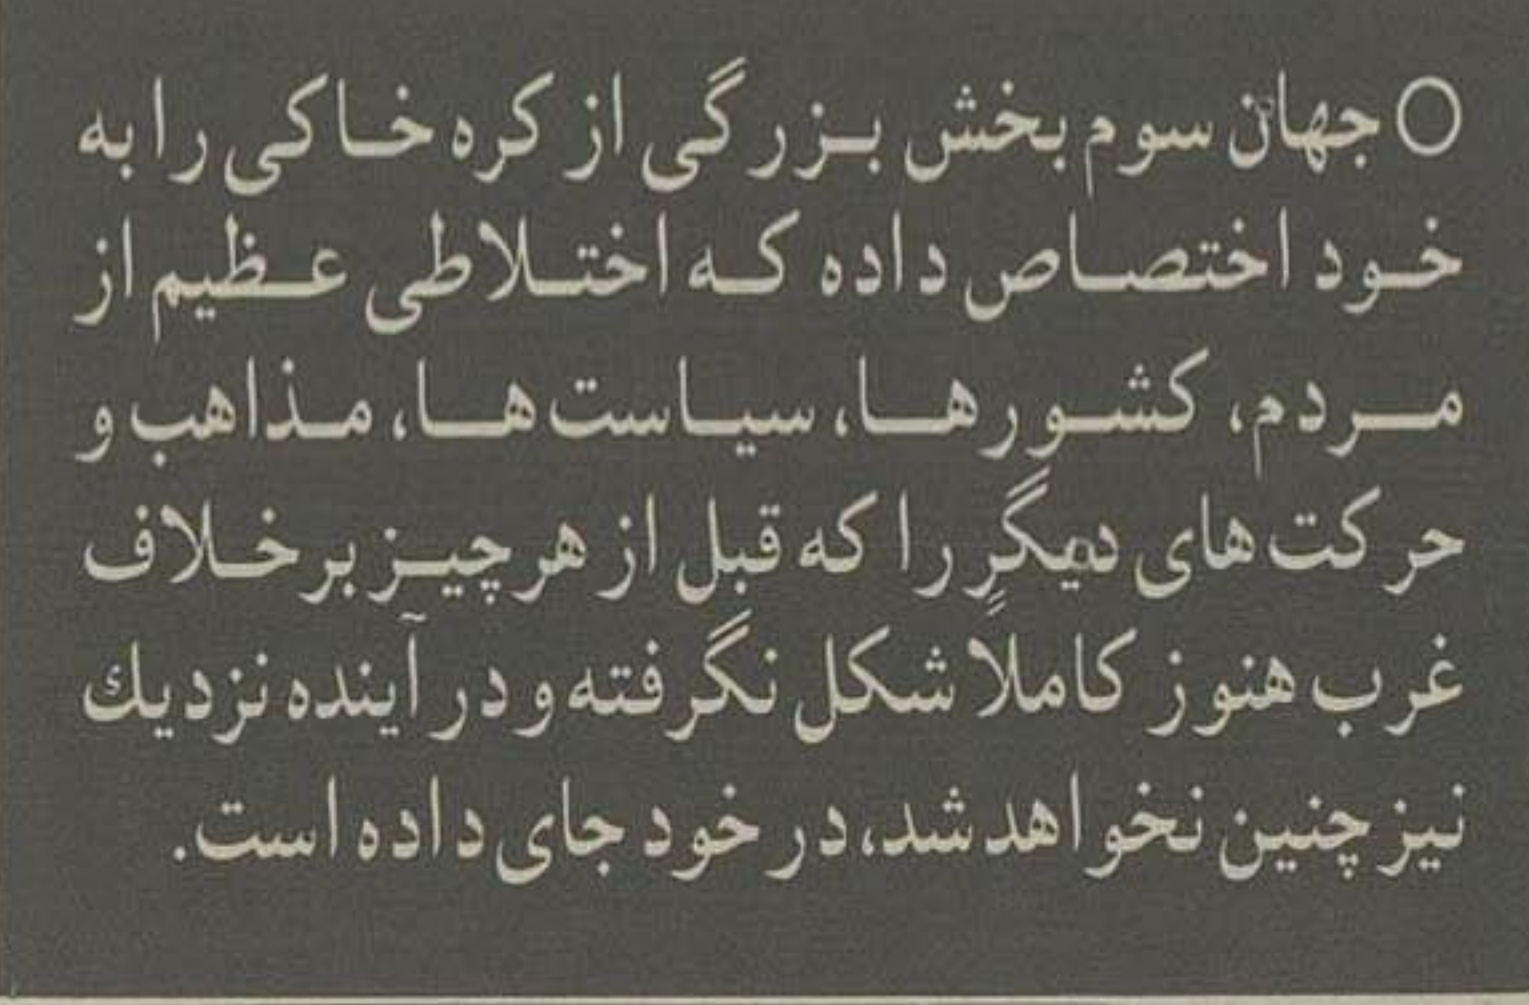 ○ جهان سوم بخش بزرگی از کره خاکی را به
خود اختصاص داده که اختلاطی عظیم از
مردم، کشورها، سیاست‌ها، مذاهب و
حرکت‌های دیگر را که قبل از هرچیز برخلاف
غرب هنوز کاملاً شکل نگرفته و در آینده نزدیك
نیز چنین نخواهد شد، در خود جای داده است.